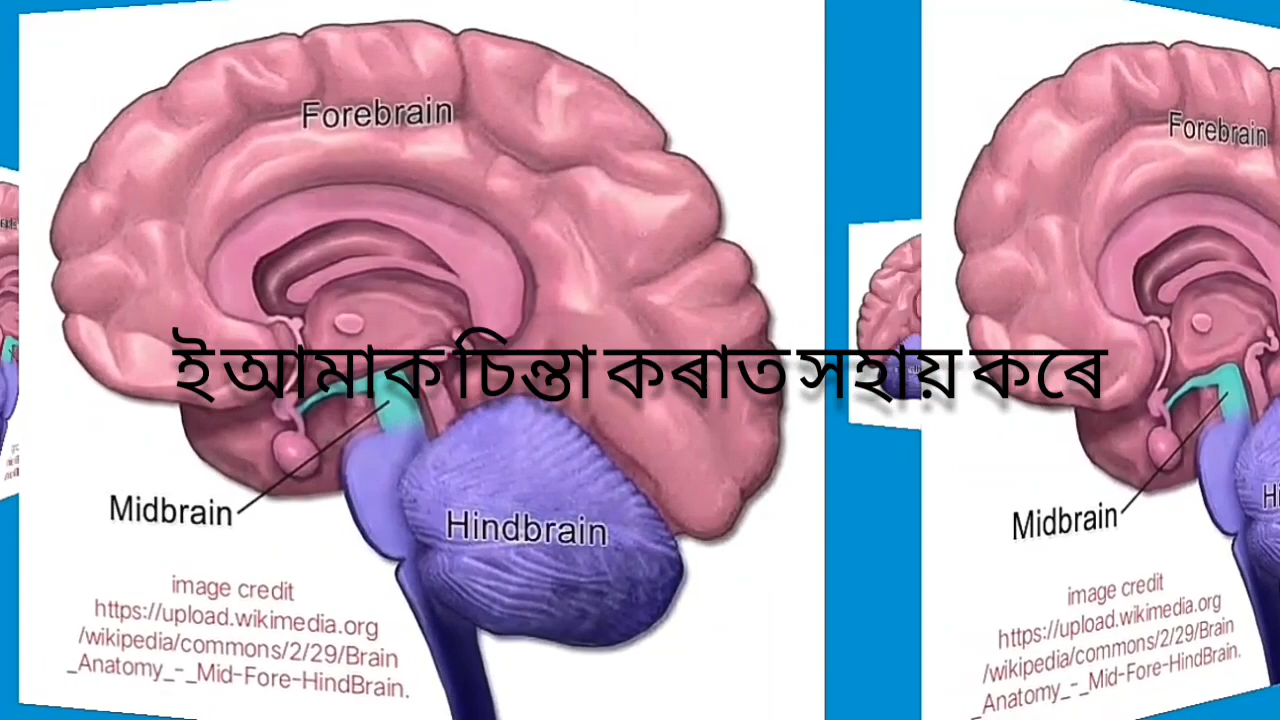 Forebrain
ই আমাক চিন্তা কৰাত সহায় কৰে
Midbrain
Hindbrain
image credit
https://upload.wikimedia.org
/wikipedia/commons/2/29/Brain
_Anatomy_-_Mid-Fore-HindBrain.
Forebrain
Midbrain
Hi
image credit
https://upload.wikimedia.org
/wikipedia/commons/2/29/Brain
_Anatomy_-_Mid-Fore-HindBrain.